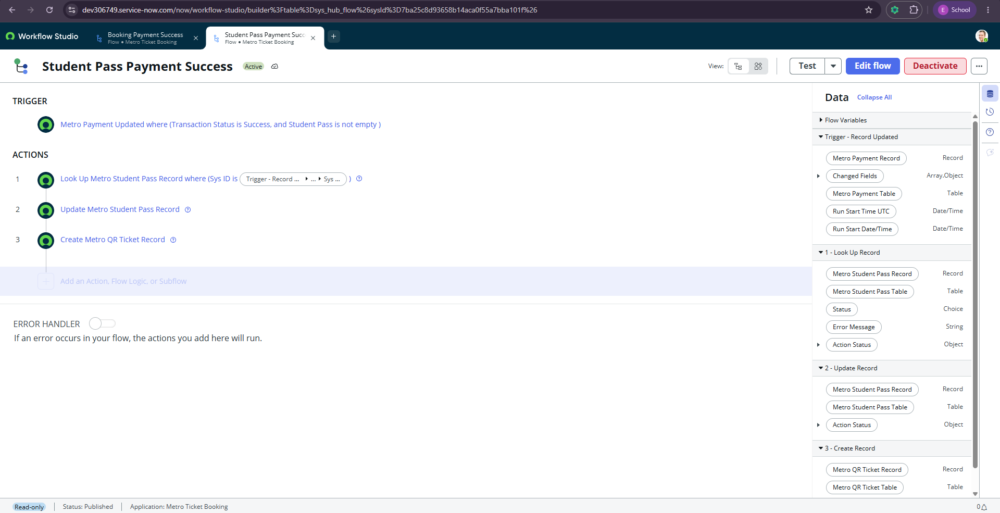 dev306749.service-now.com/now/workflow-studio/builder%3Ftable%3Dsys_hub_flow%26sysId%3D7ba25c8d93658b14aca0f55a7bba101f%26
E School
Workflow Studio
Booking Payment Success
Flow • Metro Ticket Booking
Student Pass Payment Succ
Flow • Metro Ticket Booking
Student Pass Payment Success Active
View:
Test
Edit flow
Deactivate
TRIGGER
Metro Payment Updated where (Transaction Status is Success, and Student Pass is not empty )
ACTIONS
1 Look Up Metro Student Pass Record where (Sys ID is Trigger - Record ... ... Sys ... )
2 Update Metro Student Pass Record
3 Create Metro QR Ticket Record
Add an Action, Flow Logic, or Subflow
ERROR HANDLER
If an error occurs in your flow, the actions you add here will run.
Data Collapse All
Flow Variables
Trigger - Record Updated
Metro Payment Record Record
Changed Fields Array.Object
Metro Payment Table Table
Run Start Time UTC Date/Time
Run Start Date/Time Date/Time
1 - Look Up Record
Metro Student Pass Record Record
Metro Student Pass Table Table
Status Choice
Error Message String
Action Status Object
2 - Update Record
Metro Student Pass Record Record
Metro Student Pass Table Table
Action Status Object
3 - Create Record
Metro QR Ticket Record Record
Metro QR Ticket Table Table
Read-only Status: Published Application: Metro Ticket Booking
0